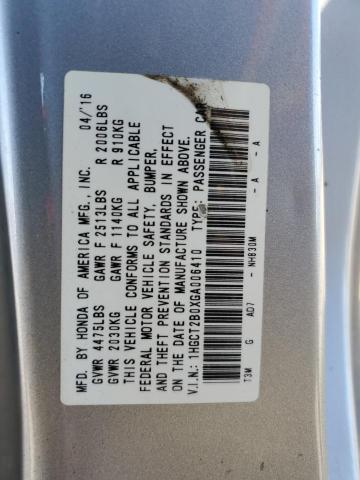 MFD. BY HONDA OF AMERICA MFG., INC. 04/'16
GVWR 4475LBS GAWR F 2513LBS R 2006LBS
GVWR 2030KG GAWR F 1140KG R 910KG
THIS VEHICLE CONFORMS TO ALL APPLICABLE
FEDERAL MOTOR VEHICLE SAFETY, BUMPER,
AND THEFT PREVENTION STANDARDS IN EFFECT
ON THE DATE OF MANUFACTURE SHOWN ABOVE.
V.I.N.: 1HGCT2B0XGA006410 TYPE: PASSENGER CAR
T3M G AD7 - NH830M - A - A